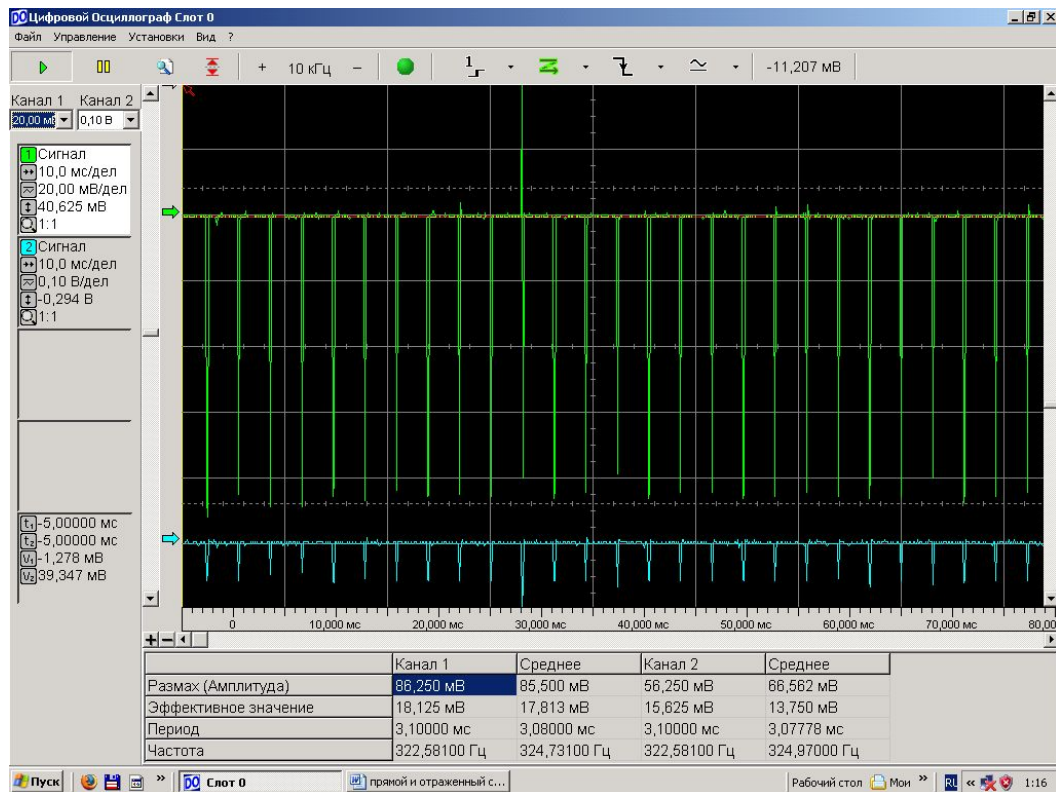 Цифровой Осциллограф Слот 0
Файл Управление Установки Вид ?
+ 10 кГц − 1 -11,207 мВ
Канал 1 Канал 2
0,10 В
1 Сигнал
10,0 мс/дел
20,00 мВ/дел
40,625 мВ
1:1
2 Сигнал
10,0 мс/дел
0,10 В/дел
-0,294 В
1:1
t₁ -5,00000 мс
t₂ -5,00000 мс
V₁ -1,278 мВ
V₂ 39,347 мВ
0 10,000 мс 20,000 мс 30,000 мс 40,000 мс 50,000 мс 60,000 мс 70,000 мс 80,00
Канал 1 Среднее Канал 2 Среднее
Размах (Амплитуда) 86,250 мВ 85,500 мВ 56,250 мВ 66,562 мВ
Эффективное значение 18,125 мВ 17,813 мВ 15,625 мВ 13,750 мВ
Период 3,10000 мс 3,08000 мс 3,10000 мс 3,07778 мс
Частота 322,58100 Гц 324,73100 Гц 322,58100 Гц 324,97000 Гц
Пуск » DO Слот 0 прямой и отраженный с... Рабочий стол Мои » RU « 1:16